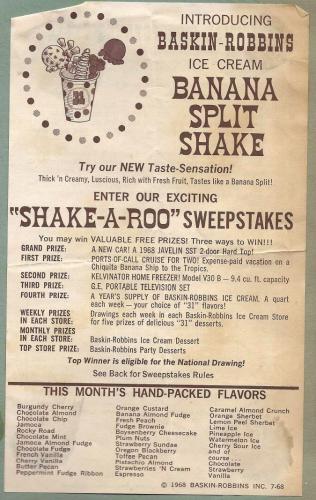 INTRODUCING
BASKIN-ROBBINS
ICE CREAM
BANANA
SPLIT
SHAKE
Try our NEW Taste-Sensation!
Thick 'n Creamy, Luscious, Rich with Fresh Fruit, Tastes like a Banana Split!
ENTER OUR EXCITING
"SHAKE-A-ROO" SWEEPSTAKES
You may win VALUABLE FREE PRIZES! Three ways to WIN!!!
GRAND PRIZE: A NEW CAR! A 1968 JAVELIN SST 2-door Hard Top!
FIRST PRIZE: PORTS-OF-CALL CRUISE FOR TWO! Expense-paid vacation on a
Chiquita Banana Ship to the Tropics.
SECOND PRIZE: KELVINATOR HOME FREEZER! Model V30 B — 9.4 cu. ft. capacity
THIRD PRIZE: G.E. PORTABLE TELEVISION SET
FOURTH PRIZE: A YEAR'S SUPPLY OF BASKIN-ROBBINS ICE CREAM. A quart
each week — your choice of "31" flavors!
WEEKLY PRIZES Drawings each week in each Baskin-Robbins Ice Cream Store
IN EACH STORE: for five prizes of delicious "31" desserts.
MONTHLY PRIZES
IN EACH STORE: Baskin-Robbins Ice Cream Dessert
TOP STORE PRIZE: Baskin-Robbins Party Desserts
Top Winner is eligible for the National Drawing!
See Back for Sweepstakes Rules
THIS MONTH'S HAND-PACKED FLAVORS
Burgundy Cherry
Chocolate Almond
Chocolate Chip
Jamoca
Rocky Road
Chocolate Mint
Jamoca Almond Fudge
Chocolate Fudge
French Vanilla
Cherry Vanilla
Butter Pecan
Peppermint Fudge Ribbon
Orange Custard
Banana Almond Fudge
Fresh Peach
Fudge Brownie
Boysenberry Cheesecake
Plum Nuts
Strawberry Sundae
Oregon Blackberry
Toffee Pecan
Pistachio Almond
Strawberries 'N Cream
Espresso
Caramel Almond Crunch
Orange Sherbet
Lemon Peel Sherbet
Lime Ice
Pineapple Ice
Watermelon Ice
Cherry Sour Ice
and of
course . . .
Chocolate
Strawberry
Vanilla
© 1968 BASKIN-ROBBINS INC. 7-68